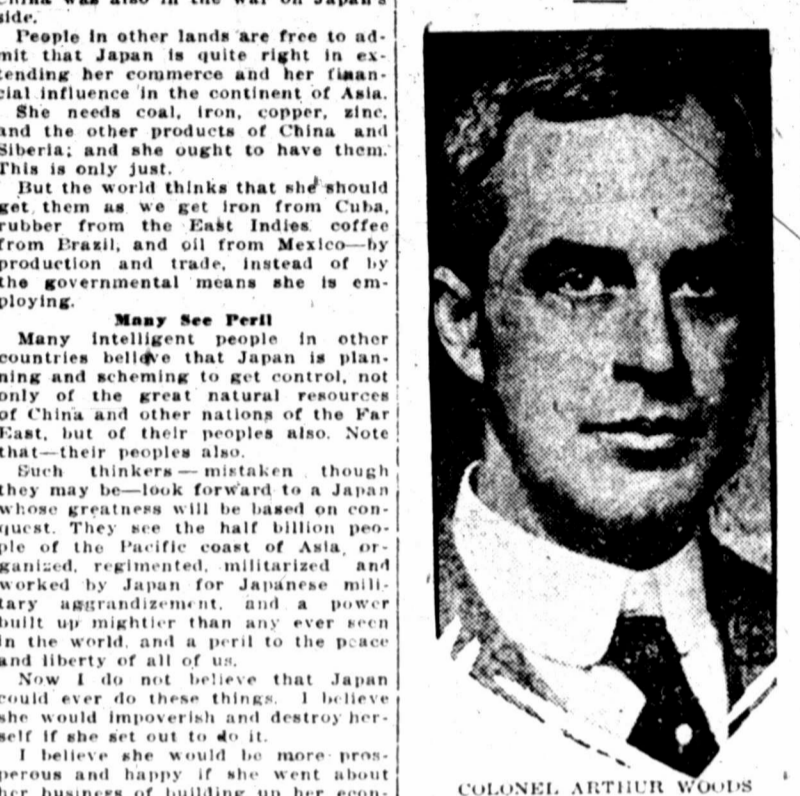 China was also in the war on Japan's
side.
People in other lands are free to ad-
mit that Japan is quite right in ex-
tending her commerce and her finan-
cial influence in the continent of Asia.
She needs coal, iron, copper, zinc,
and the other products of China and
Siberia; and she ought to have them.
This is only just.
But the world thinks that she should
get them as we get iron from Cuba,
rubber from the East Indies, coffee
from Brazil, and oil from Mexico—by
production and trade, instead of by
the governmental means she is em-
ploying.
Many See Peril
Many intelligent people in other
countries believe that Japan is plan-
ning and scheming to get control, not
only of the great natural resources
of China and other nations of the Far
East, but of their peoples also. Note
that—their peoples also.
Such thinkers—mistaken though
they may be—look forward to a Japan
whose greatness will be based on con-
quest. They see the half billion peo-
ple of the Pacific coast of Asia, or-
ganized, regimented, militarized and
worked by Japan for Japanese mili-
tary aggrandizement, and a power
built up mightier than any ever seen
in the world, and a peril to the peace
and liberty of all of us.
Now I do not believe that Japan
could ever do these things. I believe
she would impoverish and destroy her-
self if she set out to do it.
I believe she would be more pros-
perous and happy if she went about
her business of building up her econ-
COLONEL ARTHUR WOODS